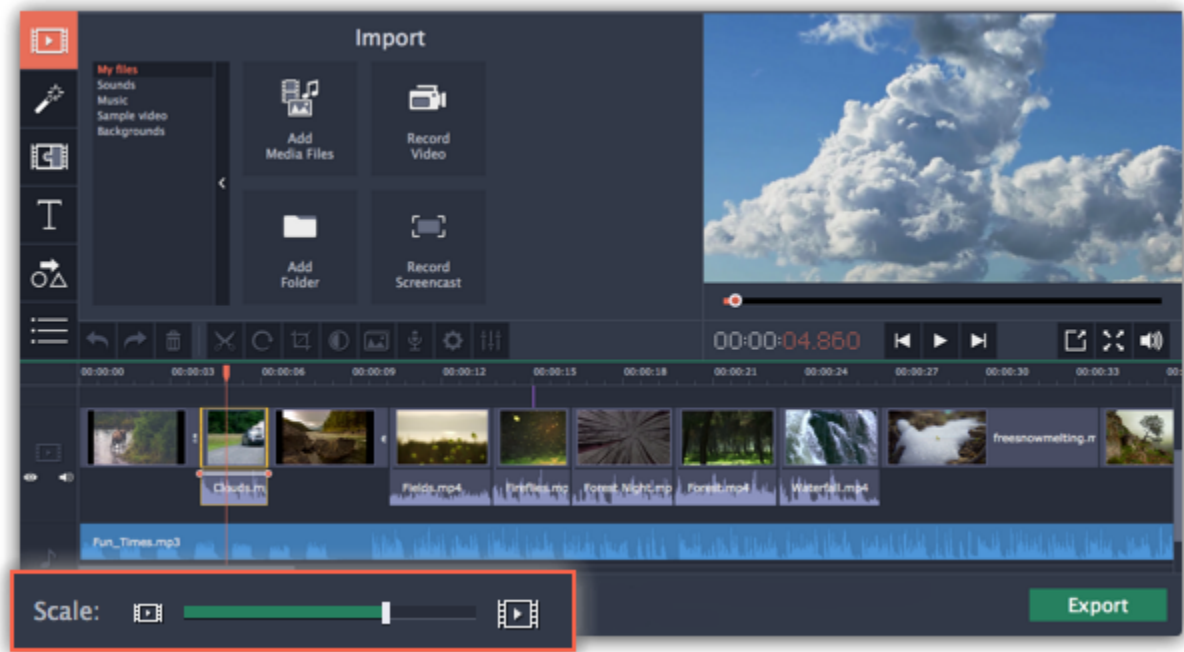 Import
My files
Sounds
Music
Sample video
Backgrounds
Add
Media Files
Record
Video
Add
Folder
Record
Screencast
T
00:00:04.860
00:00:00 00:00:03 00:00:06 00:00:09 00:00:12 00:00:15 00:00:18 00:00:21 00:00:24 00:00:27 00:00:30 00:00:33 00:
freesnowmelting.m
Clouds.m
Fields.mp4
Fireflies.mp
Forest_Night.mp
Forest.mp4
Waterfall.mp4
Fun_Times.mp3
Scale:
Export